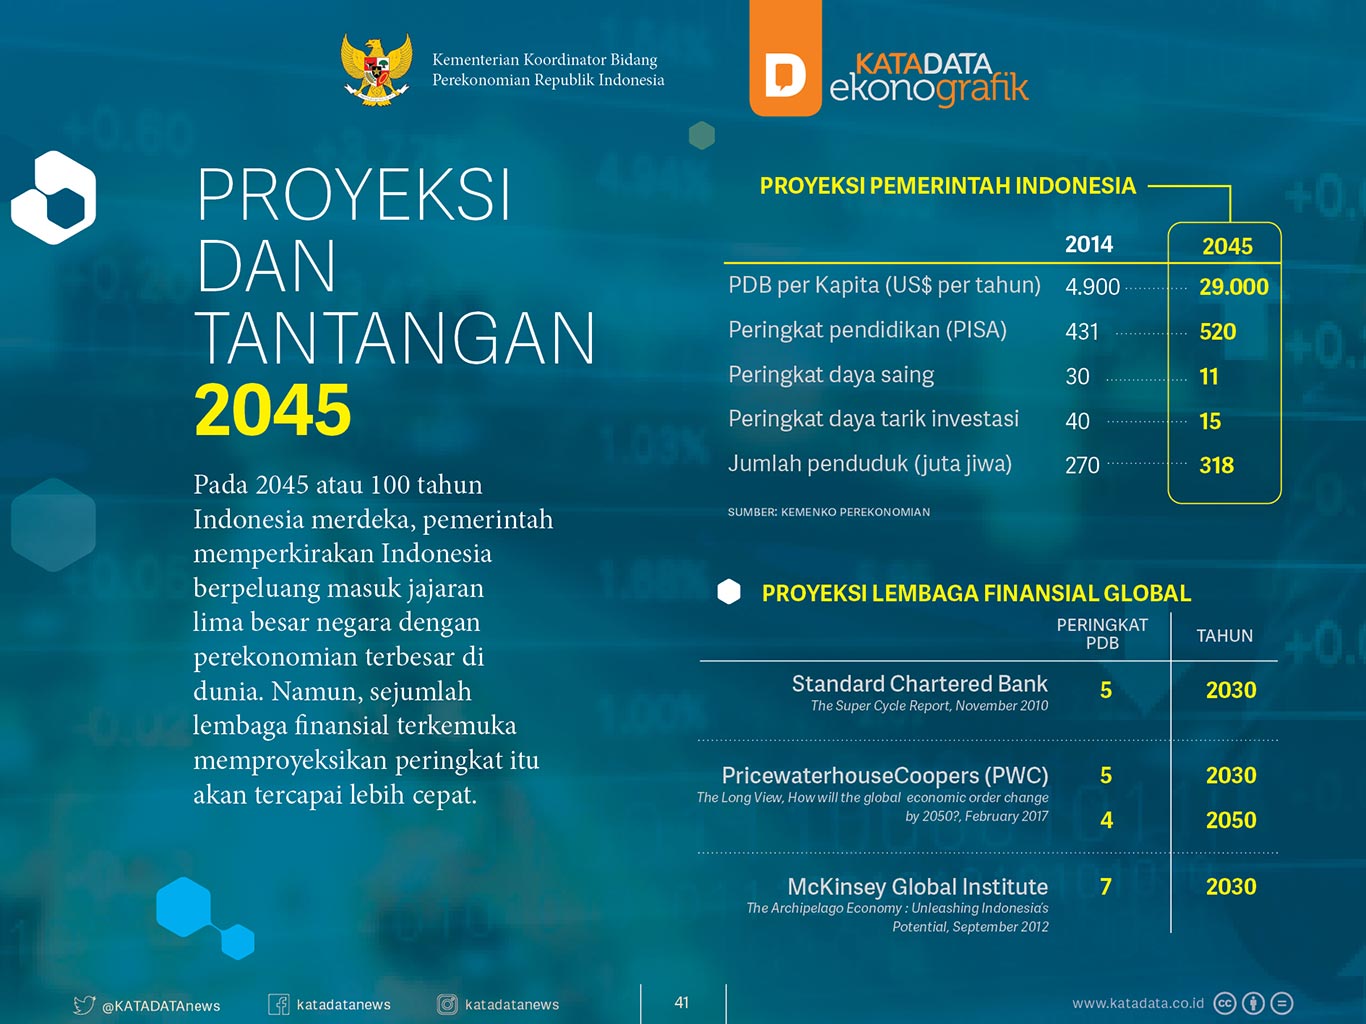 Kementerian Koordinator Bidang
Perekonomian Republik Indonesia
KATADATA
ekonografik
PROYEKSI
DAN
TANTANGAN
2045
Pada 2045 atau 100 tahun
Indonesia merdeka, pemerintah
memperkirakan Indonesia
berpeluang masuk jajaran
lima besar negara dengan
perekonomian terbesar di
dunia. Namun, sejumlah
lembaga finansial terkemuka
memproyeksikan peringkat itu
akan tercapai lebih cepat.
PROYEKSI PEMERINTAH INDONESIA
2014 2045
PDB per Kapita (US$ per tahun) 4.900 29.000
Peringkat pendidikan (PISA) 431 520
Peringkat daya saing 30 11
Peringkat daya tarik investasi 40 15
Jumlah penduduk (juta jiwa) 270 318
SUMBER: KEMENKO PEREKONOMIAN
PROYEKSI LEMBAGA FINANSIAL GLOBAL
PERINGKAT
PDB
TAHUN
Standard Chartered Bank 5 2030
The Super Cycle Report, November 2010
PricewaterhouseCoopers (PWC) 5 2030
The Long View, How will the global economic order change
by 2050?, February 2017 4 2050
McKinsey Global Institute 7 2030
The Archipelago Economy : Unleashing Indonesia's
Potential, September 2012
@KATADATAnews katadatanews katadatanews 41 www.katadata.co.id